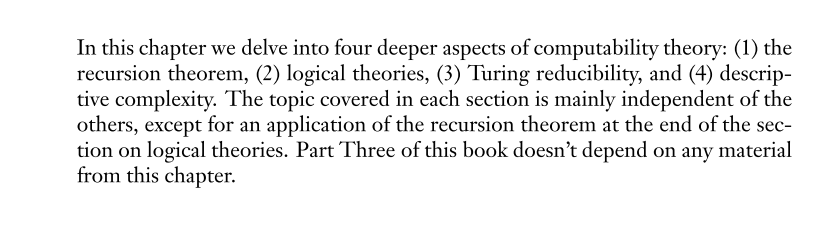 In this chapter we delve into four deeper aspects of computability theory: (1) the
recursion theorem, (2) logical theories, (3) Turing reducibility, and (4) descrip-
tive complexity. The topic covered in each section is mainly independent of the
others, except for an application of the recursion theorem at the end of the sec-
tion on logical theories. Part Three of this book doesn’t depend on any material
from this chapter.